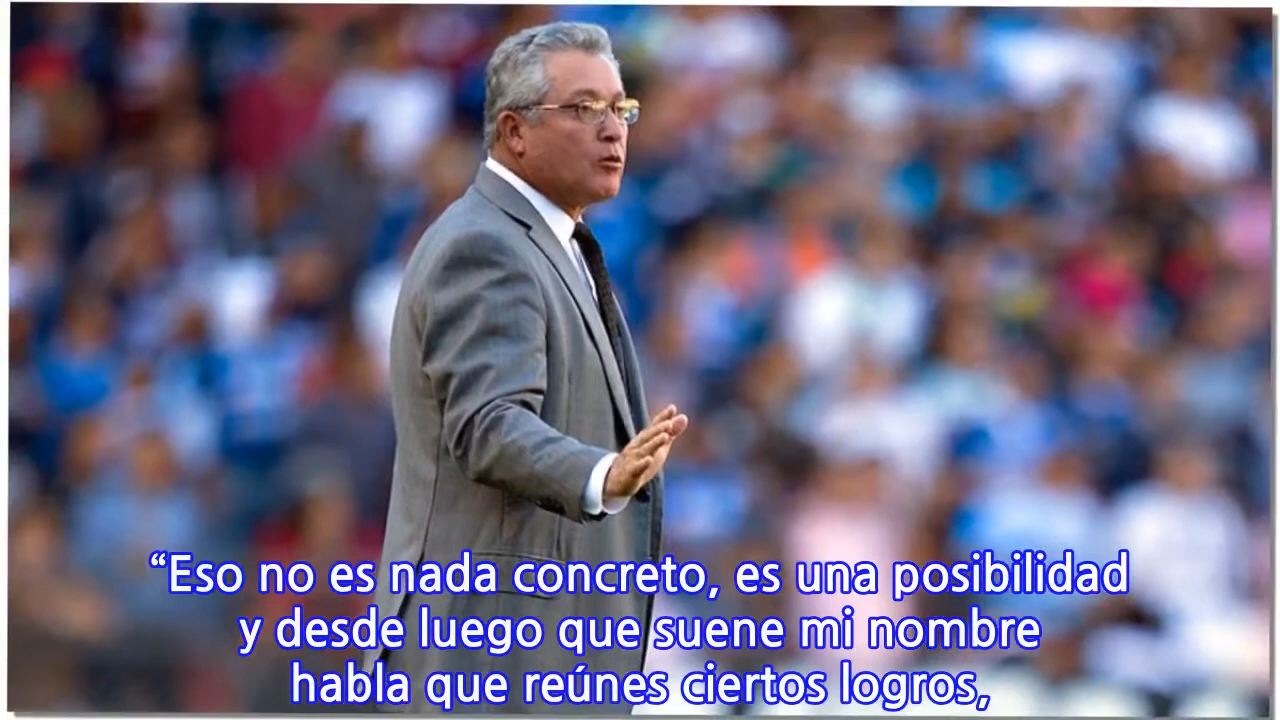 “Eso no es nada concreto, es una posibilidad
y desde luego que suene mi nombre
habla que reúnes ciertos logros,